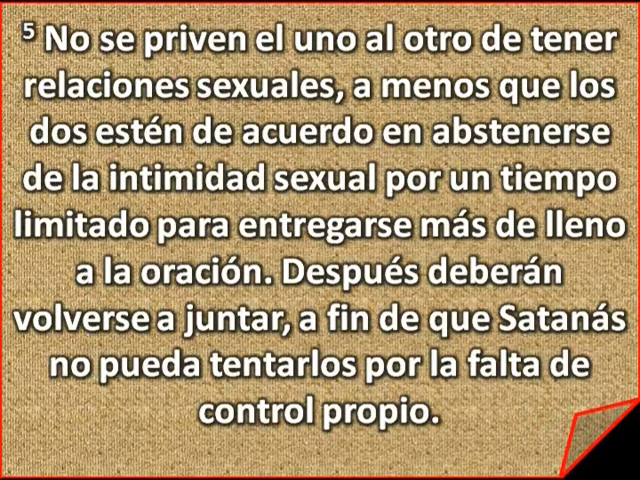 ⁵ No se priven el uno al otro de tener
relaciones sexuales, a menos que los
dos estén de acuerdo en abstenerse
de la intimidad sexual por un tiempo
limitado para entregarse más de lleno
a la oración. Después deberán
volverse a juntar, a fin de que Satanás
no pueda tentarlos por la falta de
control propio.